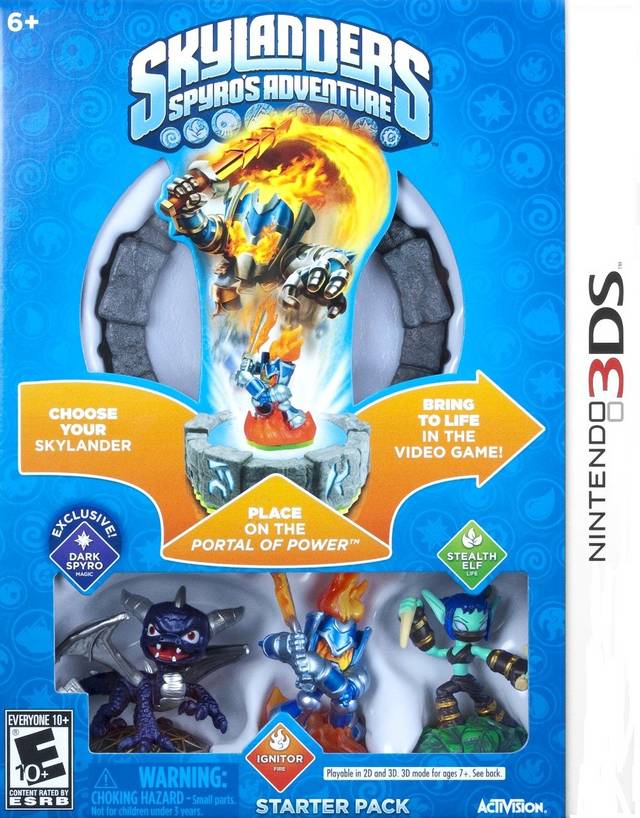 6+
SKYLANDERS
SPYRO'S ADVENTURE
™
CHOOSE
YOUR
SKYLANDER
BRING
TO LIFE
IN THE
VIDEO GAME!
PLACE
ON THE
PORTAL OF POWER™
EXCLUSIVE!
DARK
SPYRO
MAGIC
STEALTH
ELF
LIFE
IGNITOR
FIRE
EVERYONE 10+
E
10+
®
CONTENT RATED BY
ESRB
WARNING:
CHOKING HAZARD - Small parts.
Not for children under 3 years.
Playable in 2D and 3D. 3D mode for ages 7+. See back.
STARTER PACK
ACTIVISION®
NINTENDO3DS™